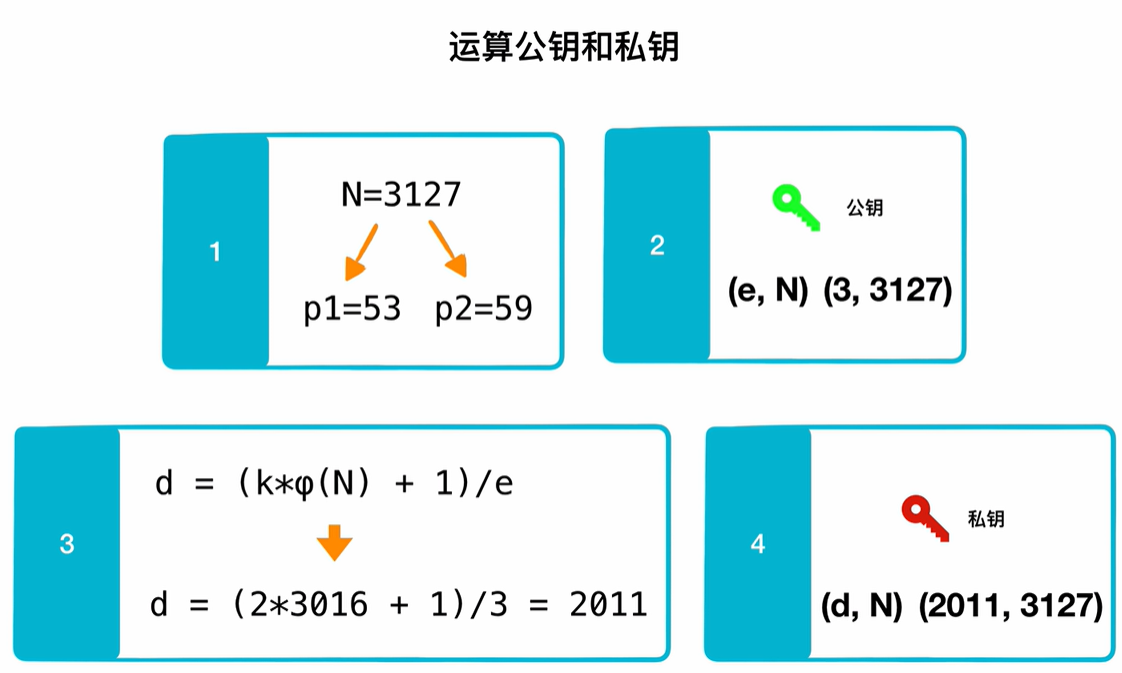 运算公钥和私钥
1
N=3127
p1=53 p2=59
2
公钥
(e, N) (3, 3127)
3
d = (k*φ(N) + 1)/e
d = (2*3016 + 1)/3 = 2011
4
私钥
(d, N) (2011, 3127)